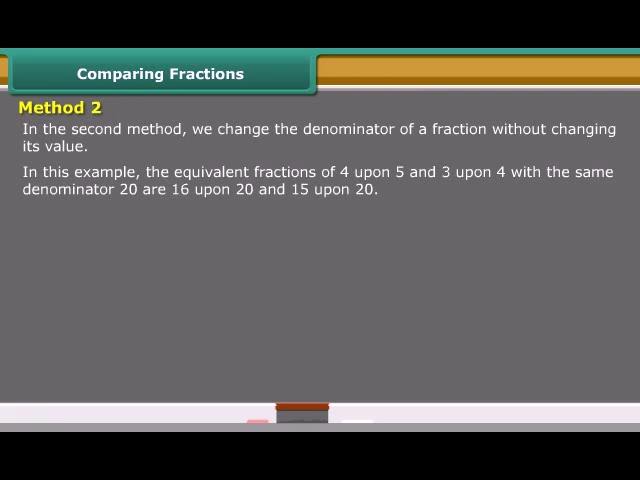 Comparing Fractions
Method 2
In the second method, we change the denominator of a fraction without changing
its value.
In this example, the equivalent fractions of 4 upon 5 and 3 upon 4 with the same
denominator 20 are 16 upon 20 and 15 upon 20.